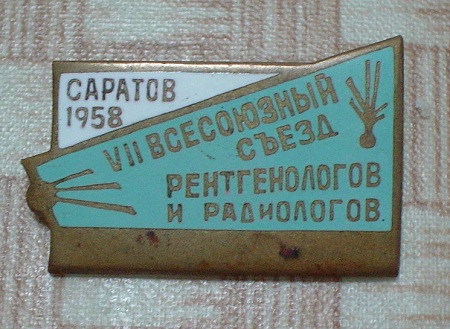 САРАТОВ
1958
VII ВСЕСОЮЗНЫЙ
СЪЕЗД
РЕНТГЕНОЛОГОВ
И РАДИОЛОГОВ